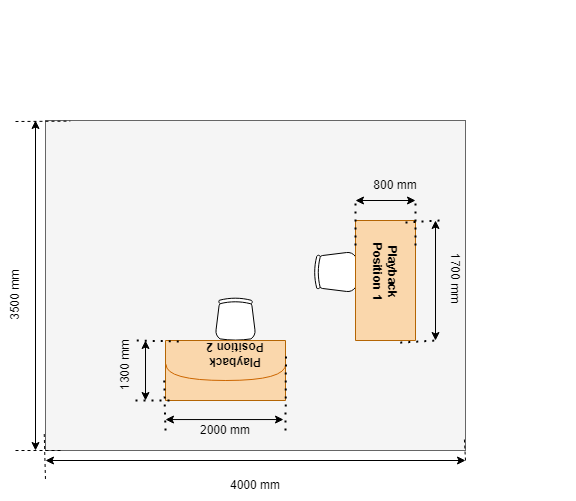 800 mm
Playback
Position 1
1700 mm
3500 mm
Playback
Position 2
1300 mm
2000 mm
4000 mm